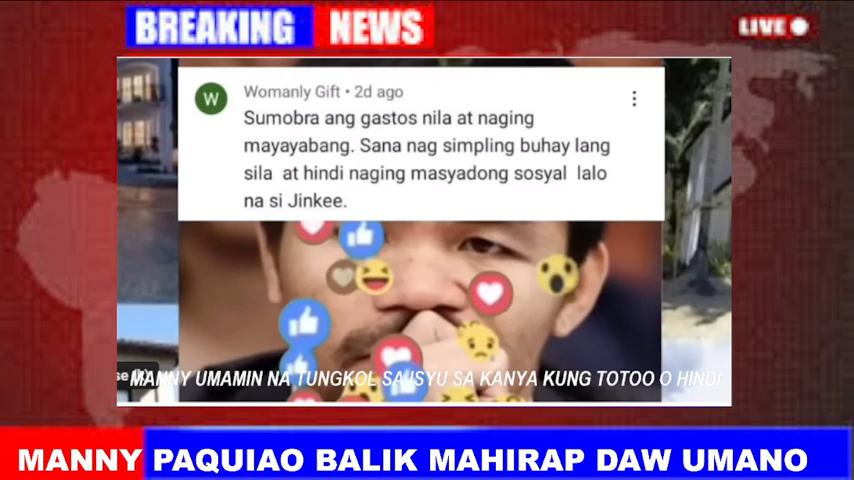 BREAKING NEWS
LIVE
W
Womanly Gift • 2d ago
Sumobra ang gastos nila at naging
mayayabang. Sana nag simpling buhay lang
sila at hindi naging masyadong sosyal lalo
na si Jinkee.
MANNY UMAMIN NA TUNGKOL SA ISYU SA KANYA KUNG TOTOO O HINDI
MANNY PAQUIAO BALIK MAHIRAP DAW UMANO